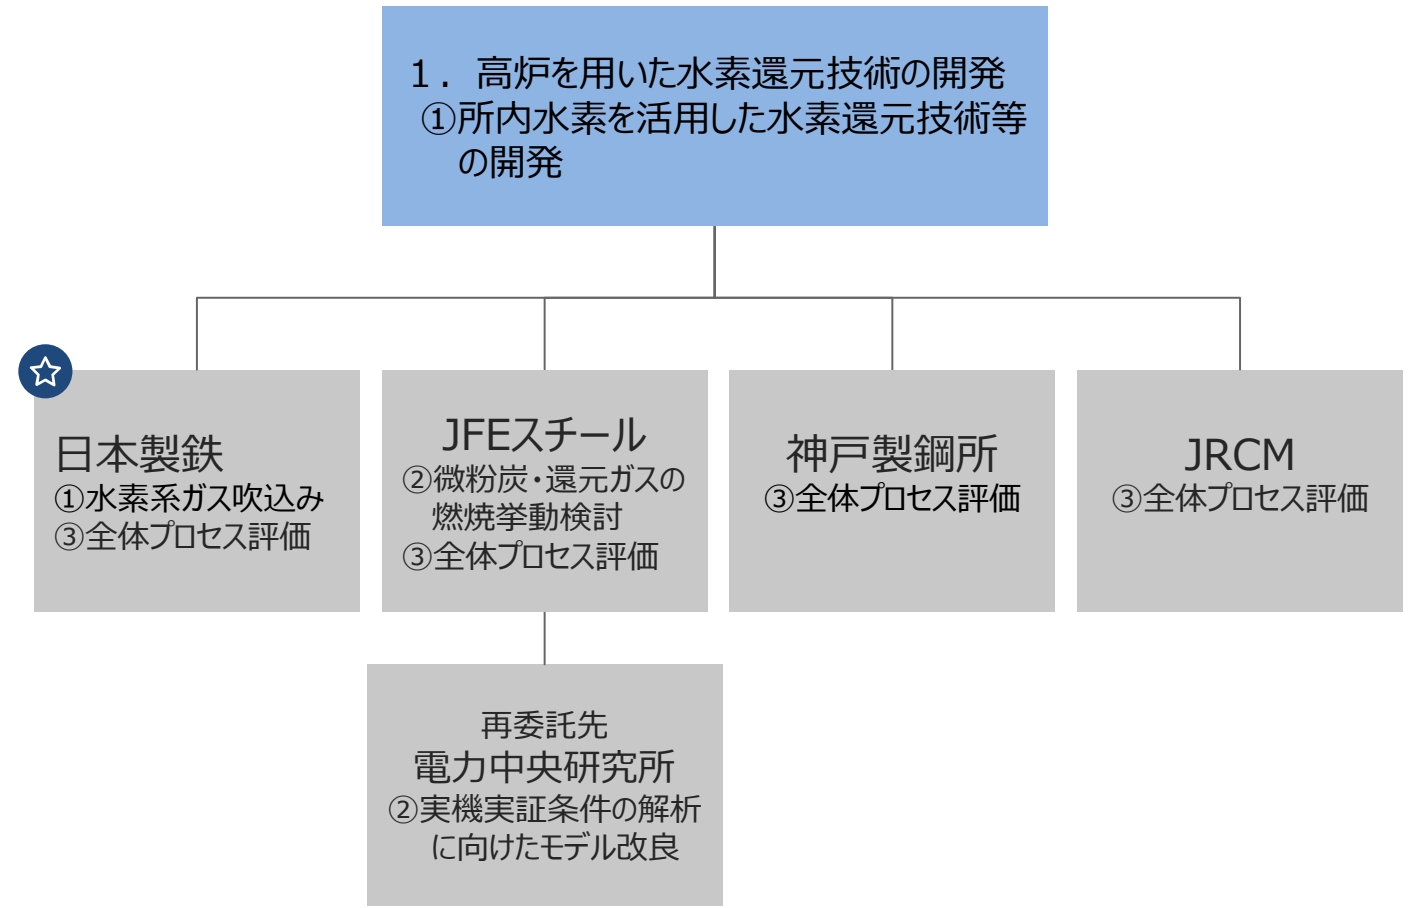 １．高炉を用いた水素還元技術の開発
①所内水素を活用した水素還元技術等
の開発
日本製鉄
①水素系ガス吹込み
③全体プロセス評価
JFEスチール
②微粉炭・還元ガスの
燃焼挙動検討
③全体プロセス評価
神戸製鋼所
③全体プロセス評価
JRCM
③全体プロセス評価
再委託先
電力中央研究所
②実機実証条件の解析
に向けたモデル改良